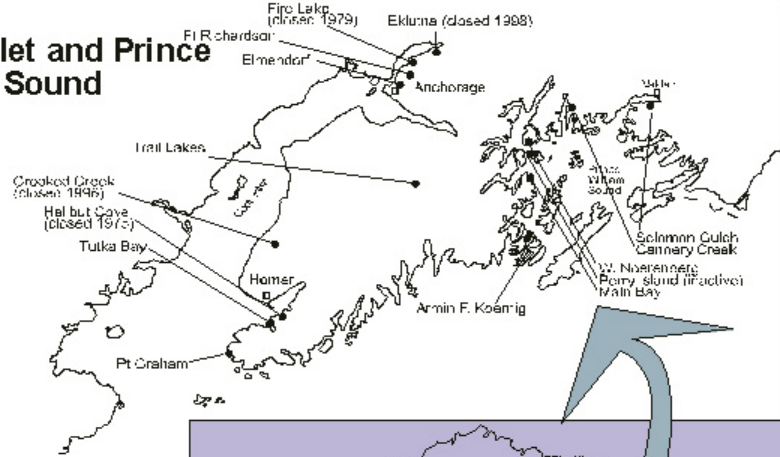 let and Prince
Sound
Fire Lake
(closed 1979)
Eklutna (closed 1998)
Ft Richardson
Elmendorf
Anchorage
Valdez
Trail Lakes
Prince
William
Sound
Crooked Creek
(closed 1996)
Halibut Cove
(closed 1975)
Tutka Bay
Homer
Solomon Gulch
Cannery Creek
W. Noerenberg
Perry Island (inactive)
Main Bay
Armin F. Koernig
Pt Graham